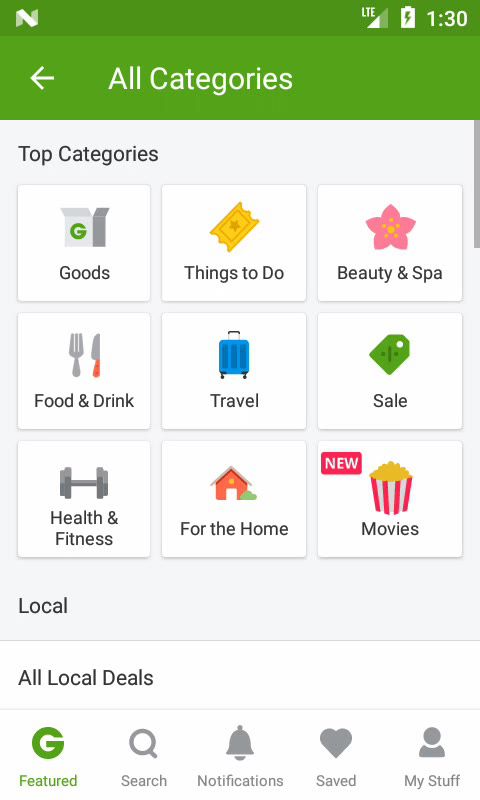 LTE 1:30
All Categories
Top Categories
G
Goods
Things to Do
Beauty & Spa
Food & Drink
Travel
Sale
Health &
Fitness
For the Home
NEW
Movies
Local
All Local Deals
G
Featured
Search
Notifications
Saved
My Stuff